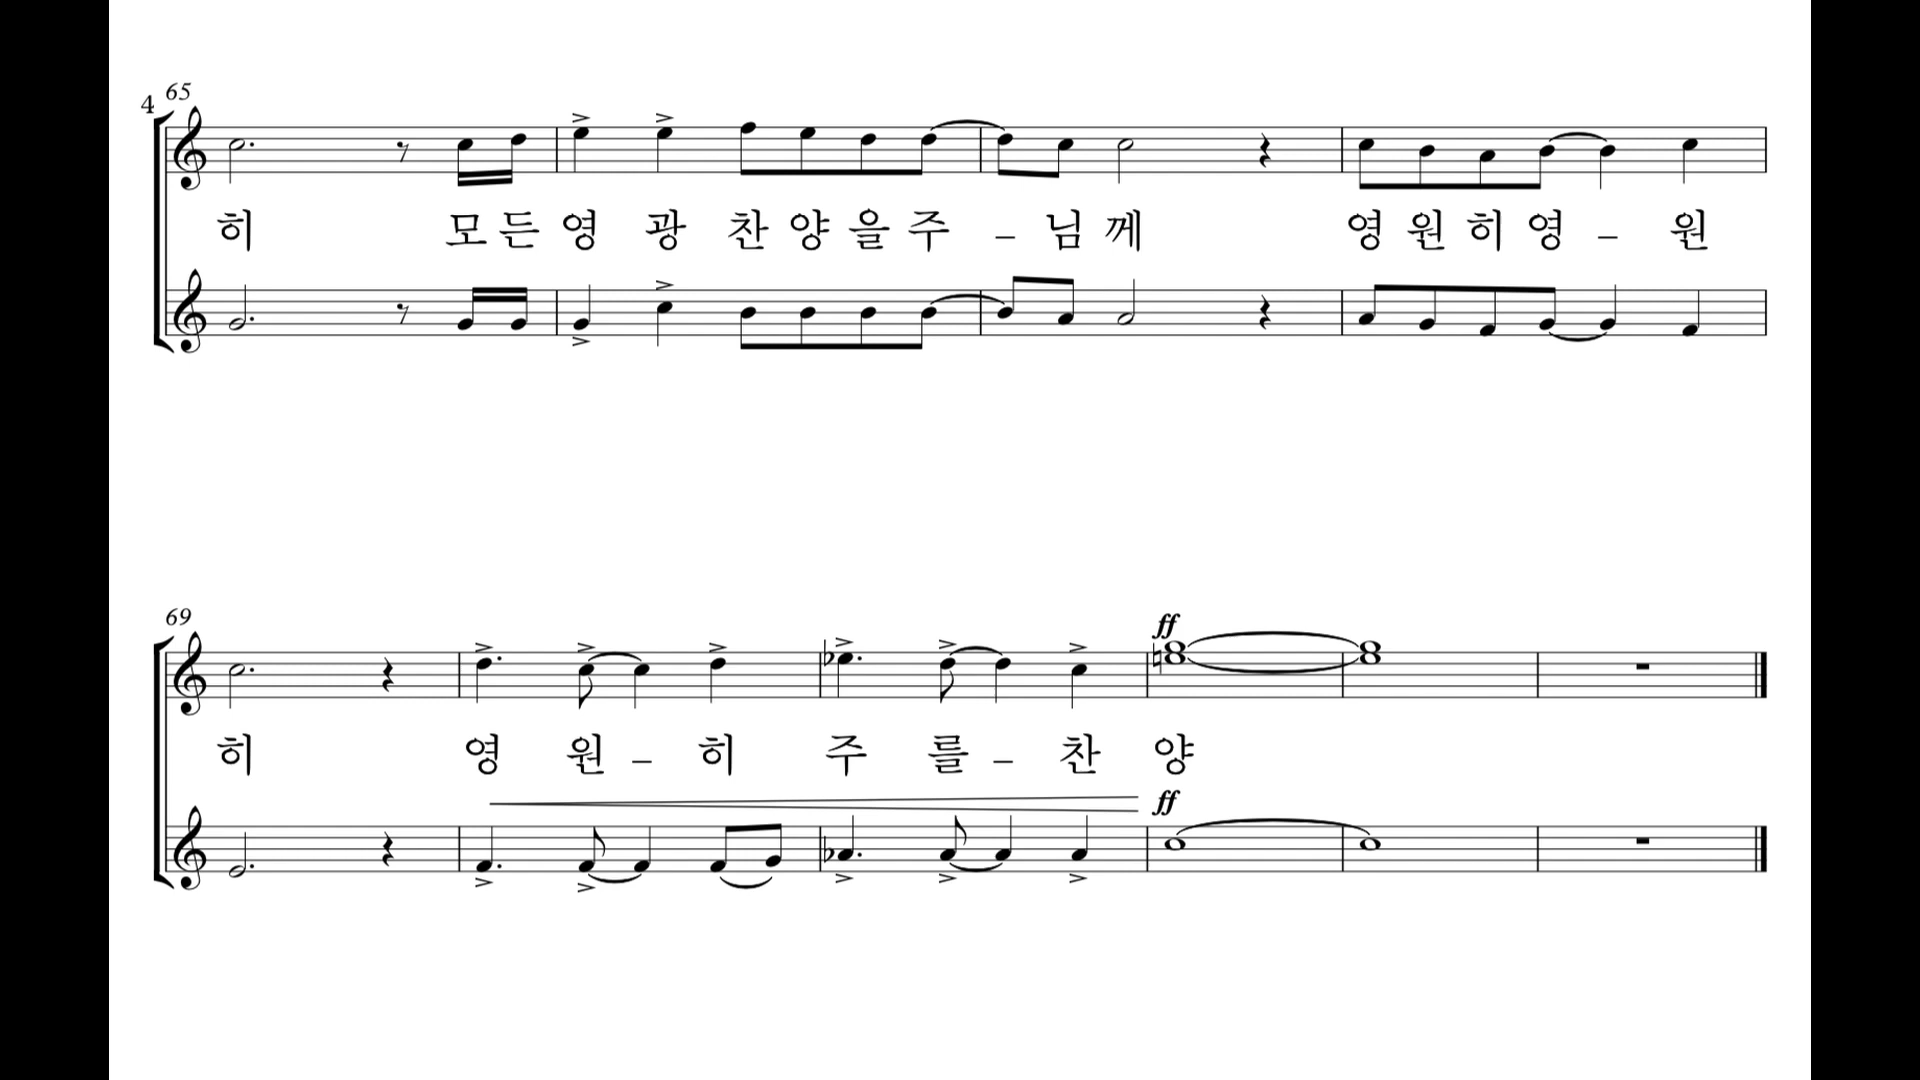 4 65
히 모 든 영 광 찬 양 을 주 _ 님 께 영 원 히 영 _ 원
69
ff
히 영 원 _ 히 주 를 _ 찬 양
ff